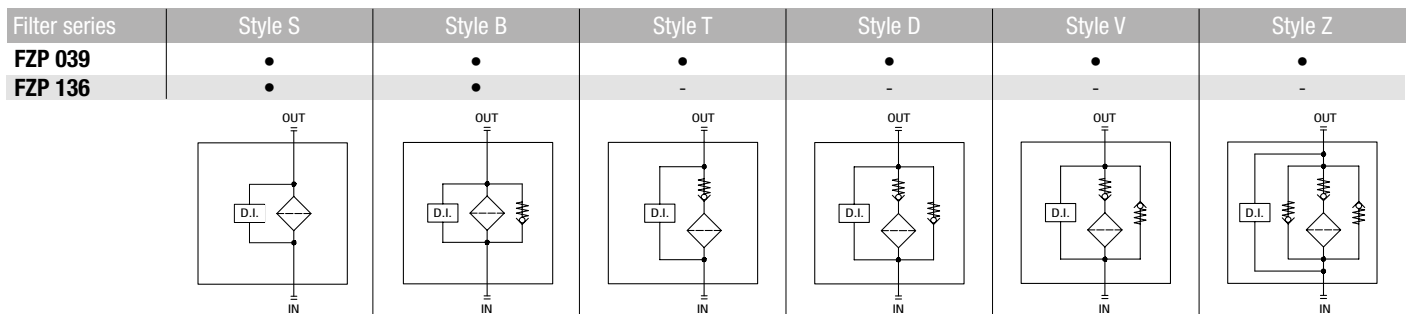 Filter series Style S Style B Style T Style D Style V Style Z
FZP 039 • • • • • •
FZP 136 • • - - - -
OUT OUT OUT OUT OUT OUT
D.I. D.I. D.I. D.I. D.I. D.I.
IN IN IN IN IN IN